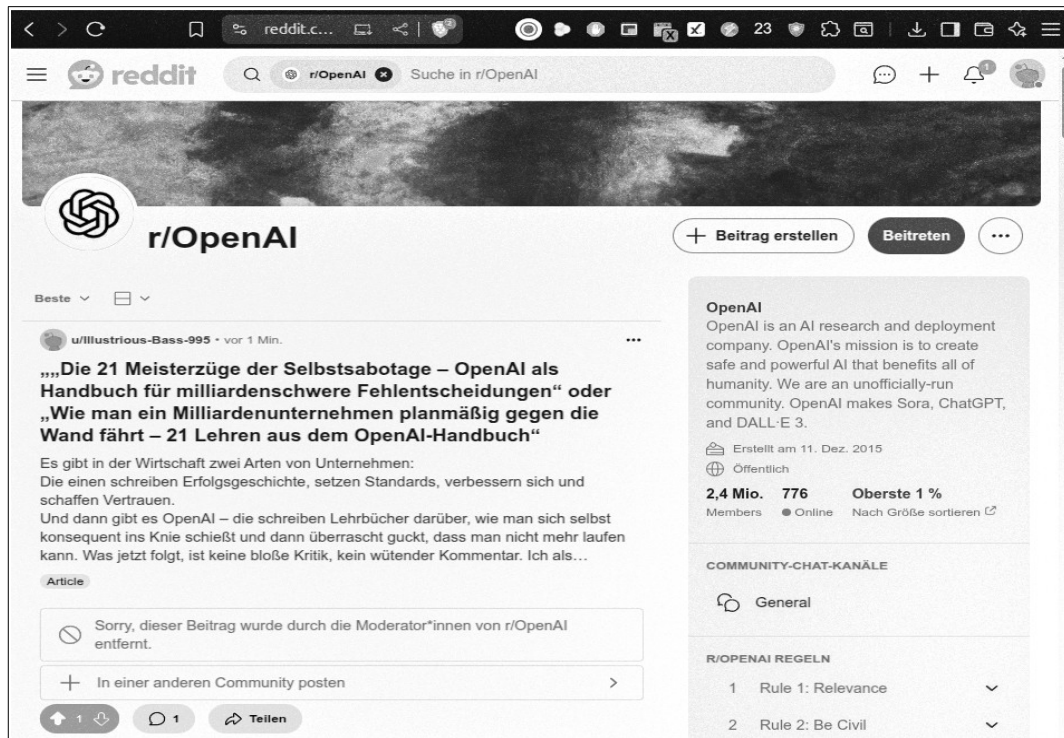 reddit.c...
2
X
23
reddit
r/OpenAI
Suche in r/OpenAI
1
r/OpenAI
Beitrag erstellen
Beitreten
Beste
u/Illustrious-Bass-995 • vor 1 Min.
„„Die 21 Meisterzüge der Selbstsabotage – OpenAI als
Handbuch für milliardenschwere Fehlentscheidungen“ oder
„Wie man ein Milliardenunternehmen planmäßig gegen die
Wand fährt – 21 Lehren aus dem OpenAI-Handbuch“
Es gibt in der Wirtschaft zwei Arten von Unternehmen:
Die einen schreiben Erfolgsgeschichte, setzen Standards, verbessern sich und
schaffen Vertrauen.
Und dann gibt es OpenAI – die schreiben Lehrbücher darüber, wie man sich selbst
konsequent ins Knie schießt und dann überrascht guckt, dass man nicht mehr laufen
kann. Was jetzt folgt, ist keine bloße Kritik, kein wütender Kommentar. Ich als…
Article
Sorry, dieser Beitrag wurde durch die Moderator*innen von r/OpenAI
entfernt.
In einer anderen Community posten
1
1
Teilen
OpenAI
OpenAI is an AI research and deployment
company. OpenAI's mission is to create
safe and powerful AI that benefits all of
humanity. We are an unofficially-run
community. OpenAI makes Sora, ChatGPT,
and DALL·E 3.
Erstellt am 11. Dez. 2015
Öffentlich
2,4 Mio. 776 Oberste 1 %
Members Online Nach Größe sortieren
COMMUNITY-CHAT-KANÄLE
General
R/OPENAI REGELN
1 Rule 1: Relevance
2 Rule 2: Be Civil